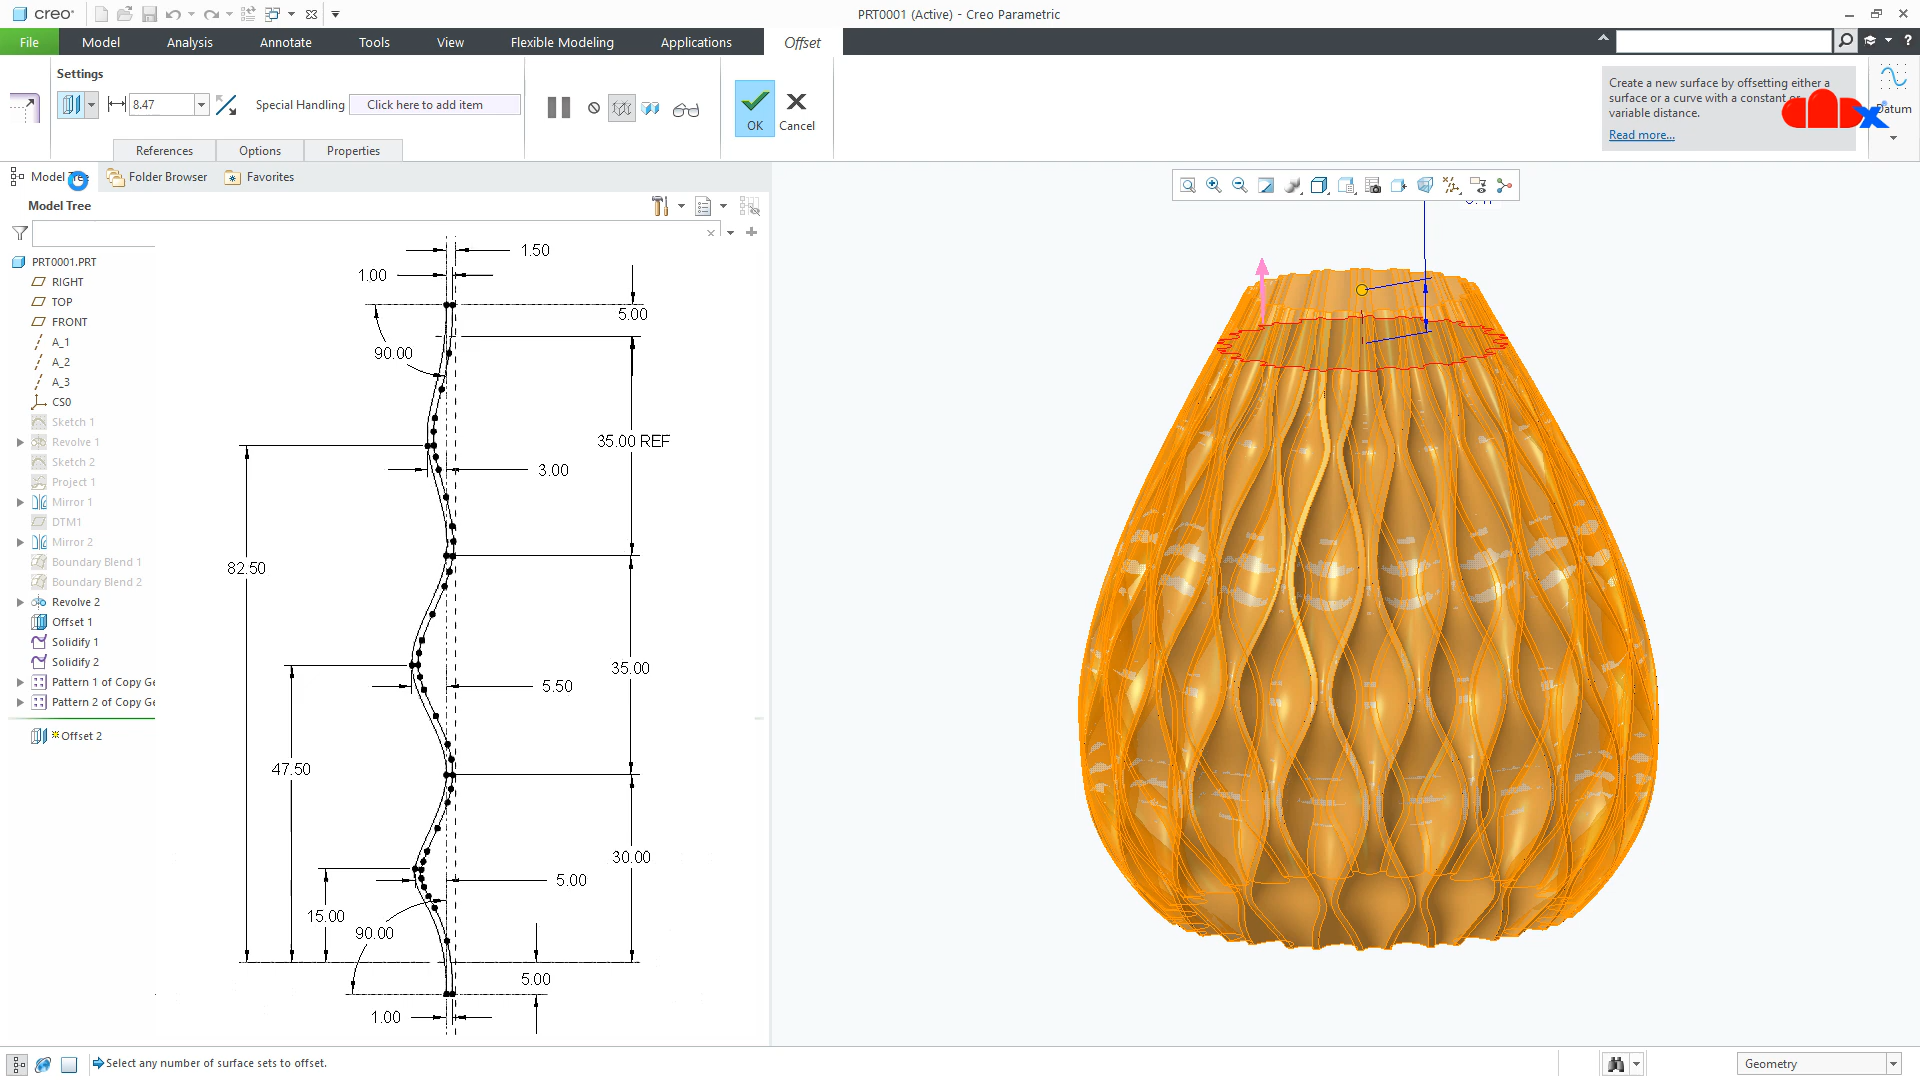 creo
PRT0001 (Active) - Creo Parametric
File
Model
Analysis
Annotate
Tools
View
Flexible Modeling
Applications
Offset
?
Settings
8.47
Special Handling
Click here to add item
OK
Cancel
References
Options
Properties
Create a new surface by offsetting either a
surface or a curve with a constant or
variable distance.
Read more...
Datum
Model Tree
Folder Browser
Favorites
Model Tree
PRT0001.PRT
RIGHT
TOP
FRONT
A_1
A_2
A_3
CS0
Sketch 1
Revolve 1
Sketch 2
Project 1
Mirror 1
DTM1
Mirror 2
Boundary Blend 1
Boundary Blend 2
Revolve 2
Offset 1
Solidify 1
Solidify 2
Pattern 1 of Copy Ge
Pattern 2 of Copy Ge
Offset 2
1.50
1.00
5.00
90.00
35.00 REF
3.00
82.50
35.00
5.50
47.50
30.00
5.00
15.00
90.00
5.00
1.00
Select any number of surface sets to offset.
Geometry